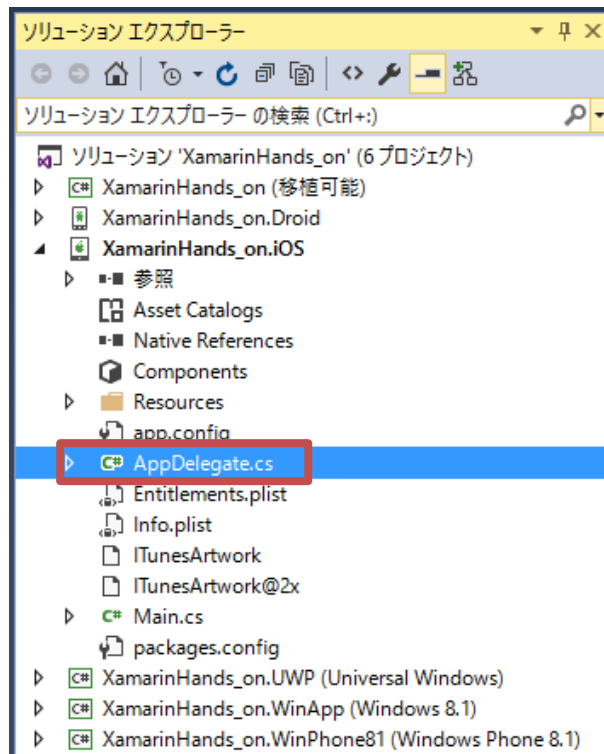 ソリューション エクスプローラー
ソリューション エクスプローラー の検索 (Ctrl+:)
ソリューション 'XamarinHands_on' (6 プロジェクト)
C# XamarinHands_on (移植可能)
XamarinHands_on.Droid
XamarinHands_on.iOS
参照
Asset Catalogs
Native References
Components
Resources
app.config
C# AppDelegate.cs
Entitlements.plist
Info.plist
ITunesArtwork
ITunesArtwork@2x
C# Main.cs
packages.config
C# XamarinHands_on.UWP (Universal Windows)
C# XamarinHands_on.WinApp (Windows 8.1)
C# XamarinHands_on.WinPhone81 (Windows Phone 8.1)